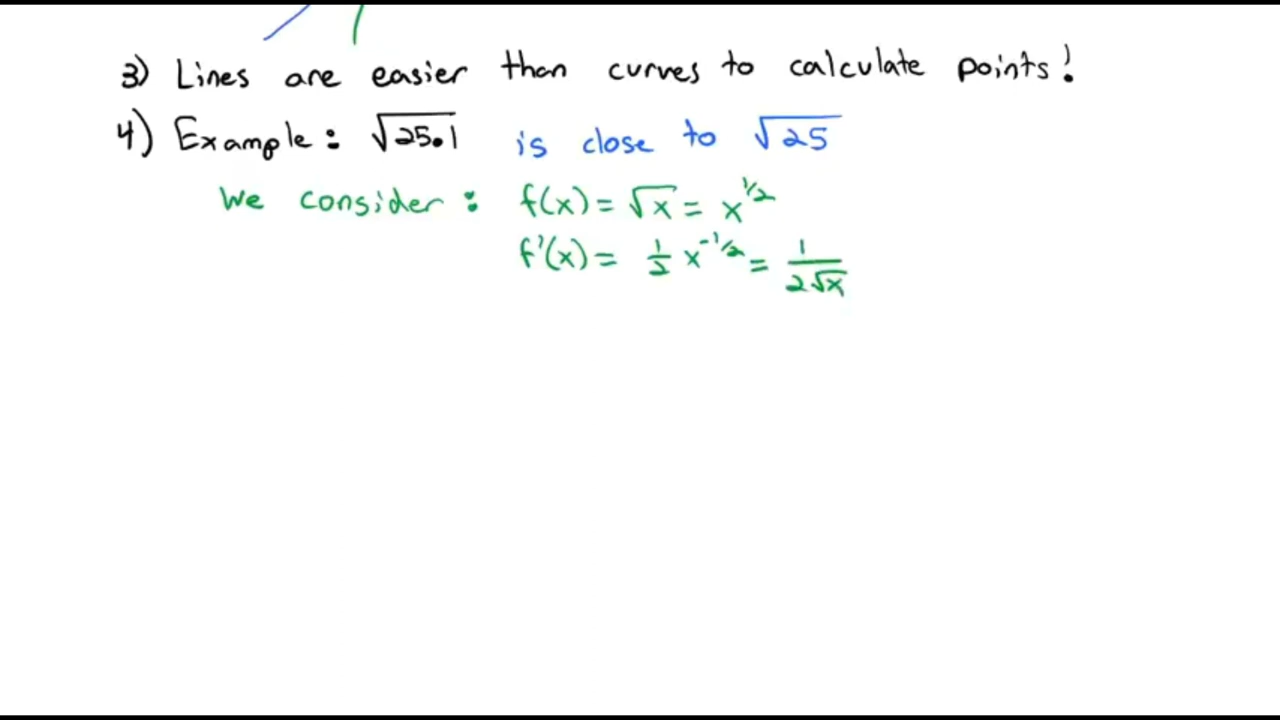 3) Lines are easier than curves to calculate points!
4) Example: √25.1 is close to √25
We consider: f(x) = √x = x^1/2
f'(x) = 1/2 x^-1/2 = 1/(2√x)